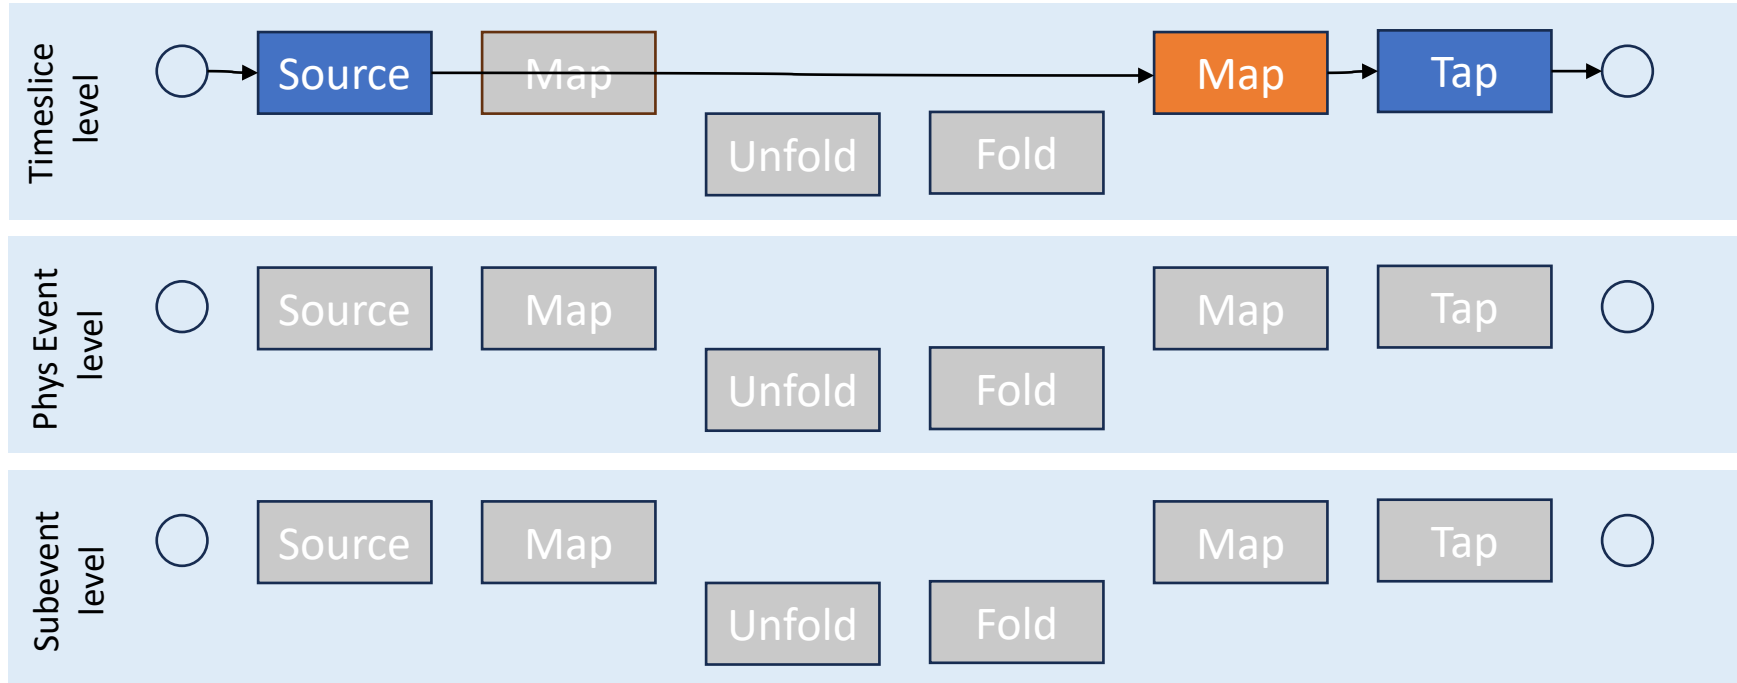 Timeslice
level
Source
Map
Map
Tap
Unfold
Fold
Phys Event
level
Source
Map
Map
Tap
Unfold
Fold
Subevent
level
Source
Map
Map
Tap
Unfold
Fold